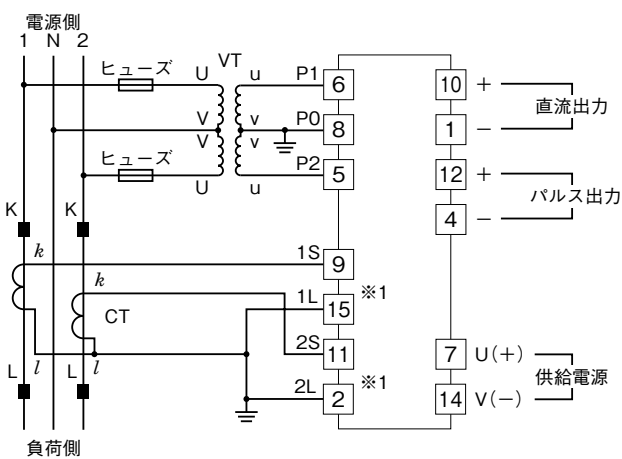 電源側
1 N 2
ヒューズ U VT u P1 6 10 +
直流出力
V v P0 8 1 −
V v
ヒューズ U u P2 5 12 +
パルス出力
4 −
K K
k 1S 9
k 1L 15 ※1
CT
2S 11 7 U(+)
供給電源
L l L l 2L 2 ※1 14 V(−)
負荷側